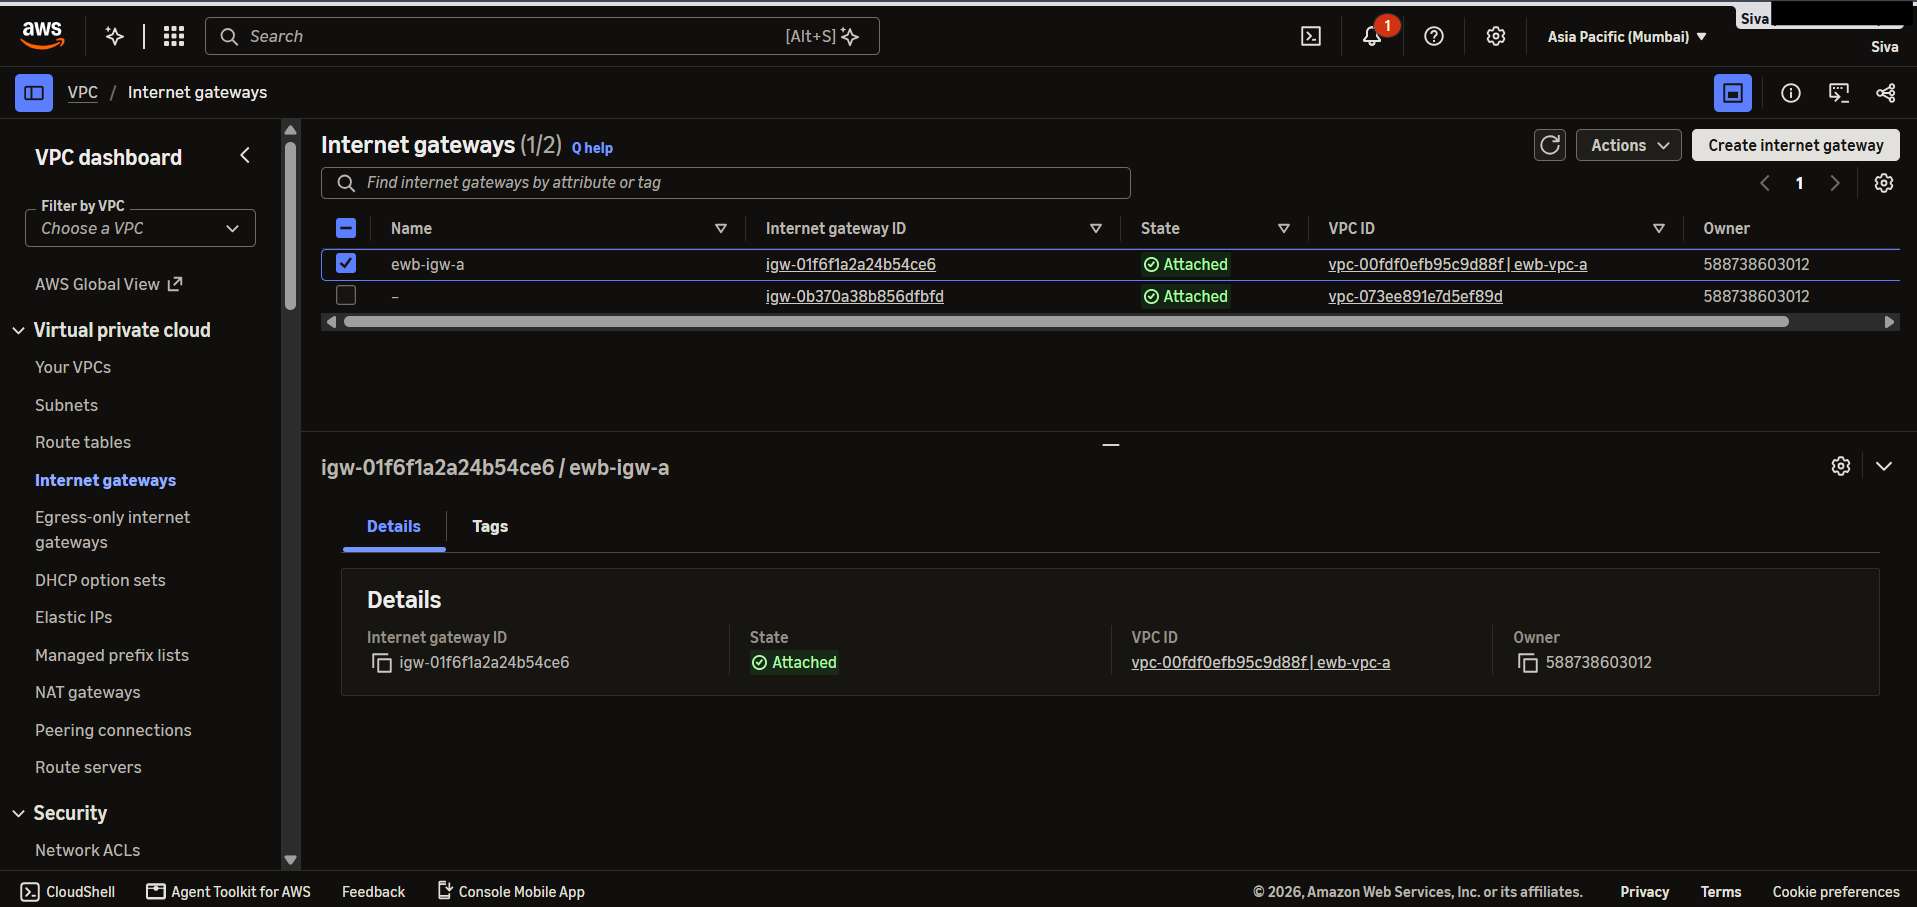 aws
Search [Alt+S]
1
Asia Pacific (Mumbai)
Siva
Siva
VPC / Internet gateways
VPC dashboard
Filter by VPC
Choose a VPC
AWS Global View
Virtual private cloud
Your VPCs
Subnets
Route tables
Internet gateways
Egress-only internet
gateways
DHCP option sets
Elastic IPs
Managed prefix lists
NAT gateways
Peering connections
Route servers
Security
Network ACLs
Internet gateways (1/2) Q help
Actions
Create internet gateway
Find internet gateways by attribute or tag
1
Name Internet gateway ID State VPC ID Owner
ewb-igw-a igw-01f6f1a2a24b54ce6 Attached vpc-00fdf0efb95c9d88f | ewb-vpc-a 588738603012
– igw-0b370a38b856dfbfd Attached vpc-073ee891e7d5ef89d 588738603012
igw-01f6f1a2a24b54ce6 / ewb-igw-a
Details Tags
Details
Internet gateway ID State VPC ID Owner
igw-01f6f1a2a24b54ce6 Attached vpc-00fdf0efb95c9d88f | ewb-vpc-a 588738603012
CloudShell Agent Toolkit for AWS Feedback Console Mobile App © 2026, Amazon Web Services, Inc. or its affiliates. Privacy Terms Cookie preferences